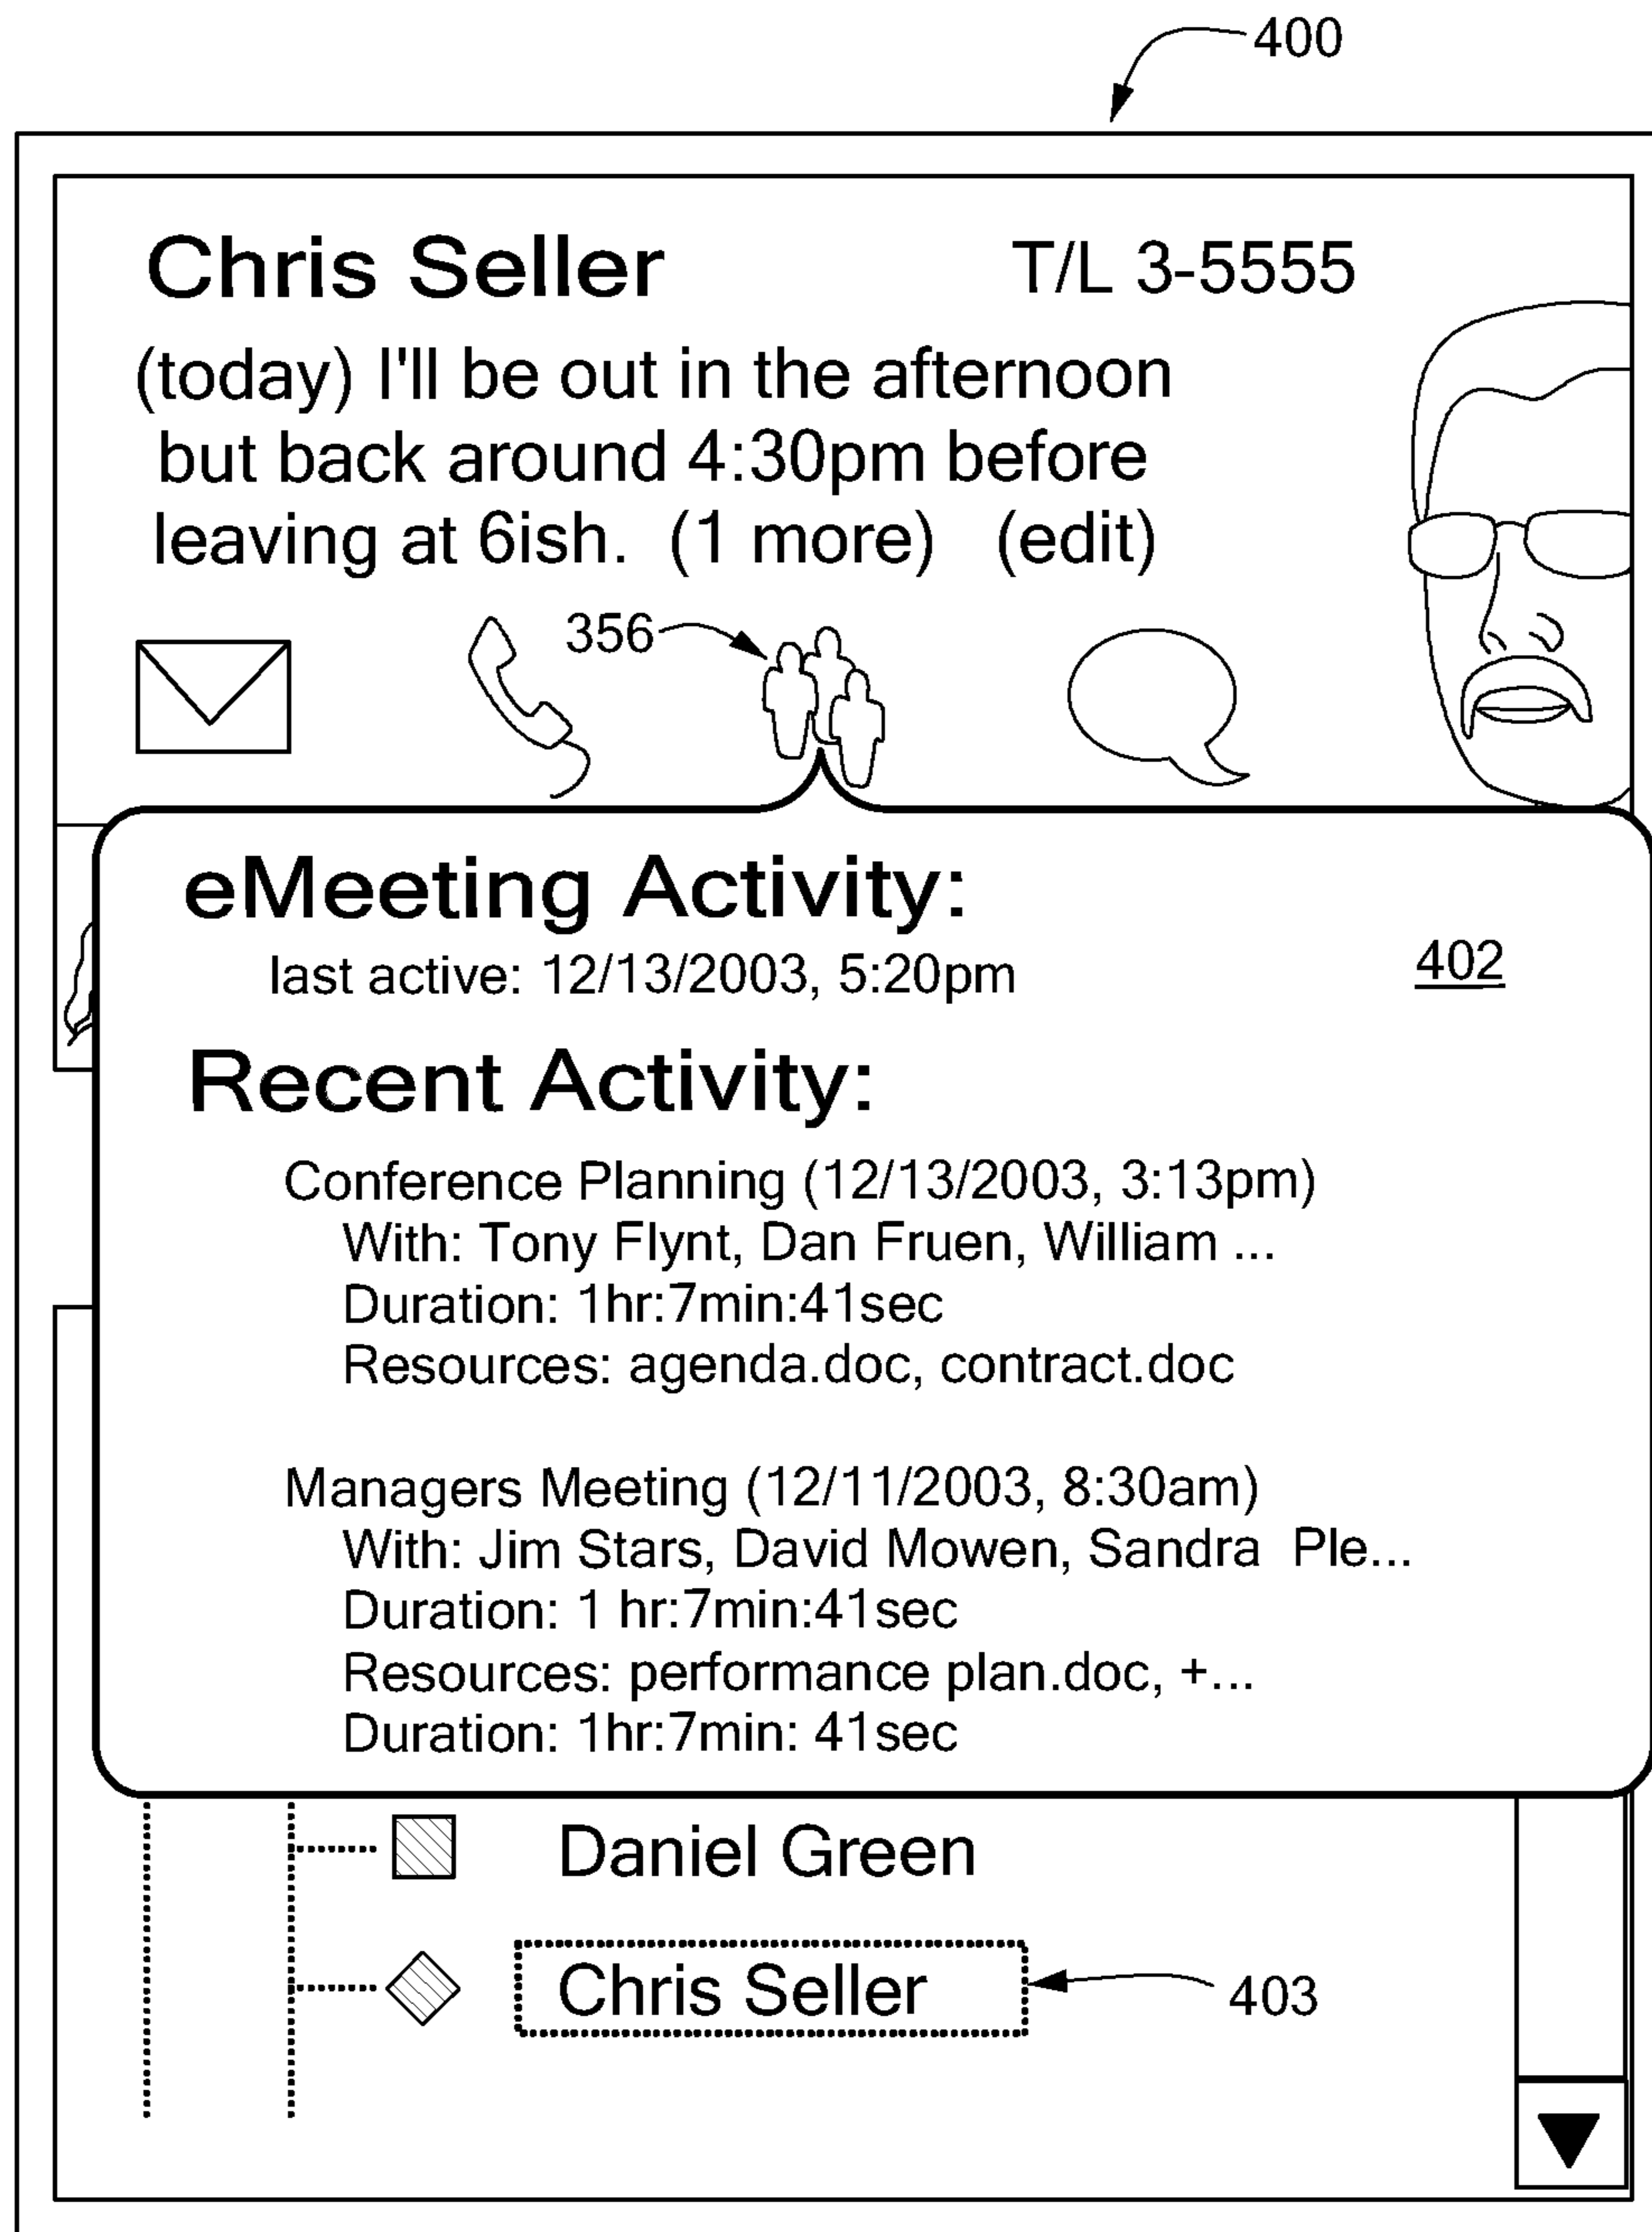 400
Chris Seller T/L 3-5555
(today) I'll be out in the afternoon
but back around 4:30pm before
leaving at 6ish. (1 more) (edit)
356
eMeeting Activity:
last active: 12/13/2003, 5:20pm 402
Recent Activity:
Conference Planning (12/13/2003, 3:13pm)
With: Tony Flynt, Dan Fruen, William ...
Duration: 1hr:7min:41sec
Resources: agenda.doc, contract.doc
Managers Meeting (12/11/2003, 8:30am)
With: Jim Stars, David Mowen, Sandra Ple...
Duration: 1 hr:7min:41sec
Resources: performance plan.doc, +...
Duration: 1hr:7min: 41sec
Daniel Green
Chris Seller 403